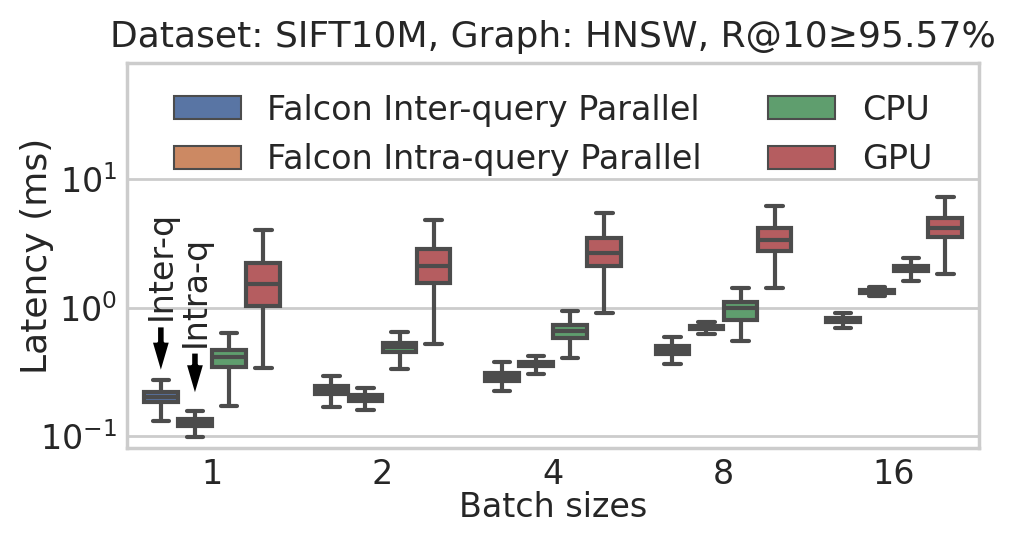 Dataset: SIFT10M, Graph: HNSW, R@10≥95.57%
Falcon Inter-query Parallel
CPU
Falcon Intra-query Parallel
GPU
Latency (ms)
10¹
10⁰
10⁻¹
Inter-q
Intra-q
1 2 4 8 16
Batch sizes